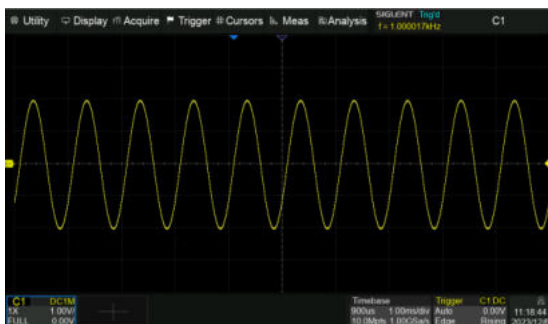 Utility Display Acquire Trigger Cursors Meas Analysis
SIGLENT Trig'd
f = 1.000017kHz
C1
C1 DC1M
1X 1.00V/
FULL 0.00V
Timebase
900us 1.00ms/div
10.0Mpts 1.00GSa/s
Trigger C1 DC
Auto 0.00V
Edge Rising
11:18:44